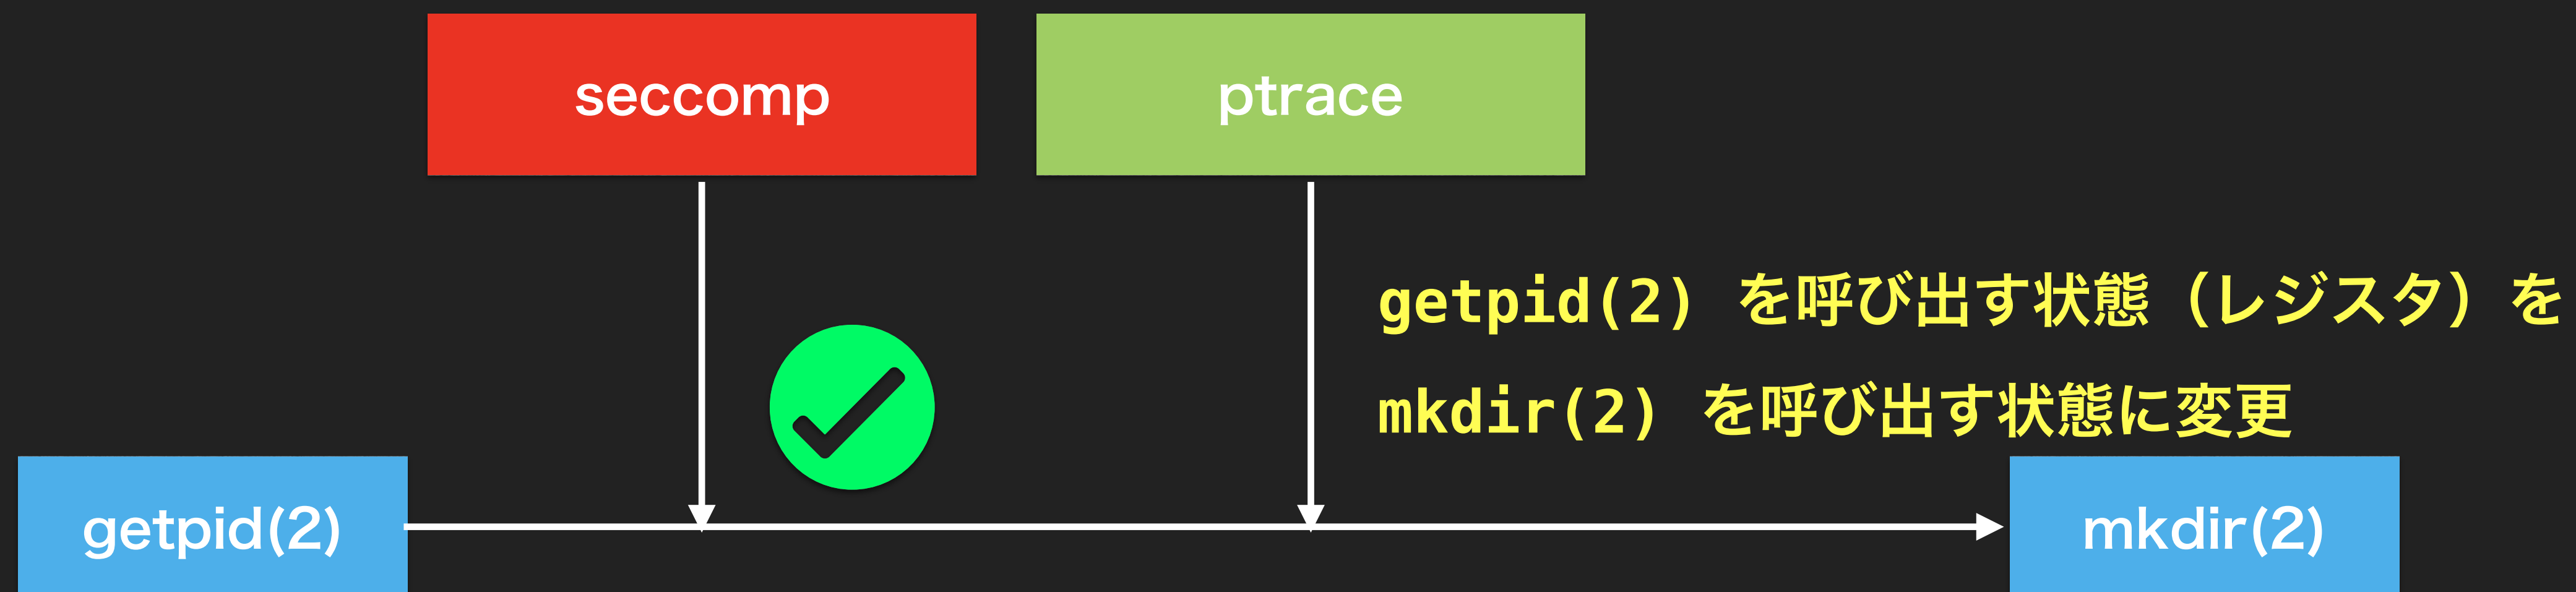 seccomp
ptrace
getpid(2) を呼び出す状態（レジスタ）を
mkdir(2) を呼び出す状態に変更
getpid(2)
mkdir(2)